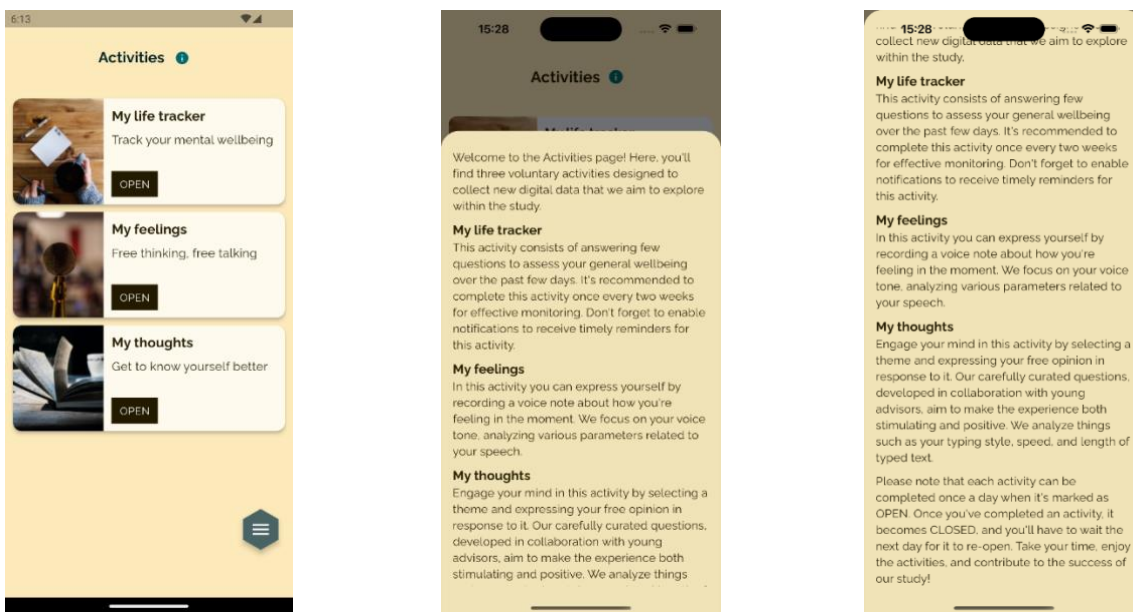 6:13
Activities
My life tracker
Track your mental wellbeing
OPEN
My feelings
Free thinking, free talking
OPEN
My thoughts
Get to know yourself better
OPEN
15:28
Activities
Welcome to the Activities page! Here, you'll
find three voluntary activities designed to
collect new digital data that we aim to explore
within the study.
My life tracker
This activity consists of answering few
questions to assess your general wellbeing
over the past few days. It's recommended to
complete this activity once every two weeks
for effective monitoring. Don't forget to enable
notifications to receive timely reminders for
this activity.
My feelings
In this activity you can express yourself by
recording a voice note about how you're
feeling in the moment. We focus on your voice
tone, analyzing various parameters related to
your speech.
My thoughts
Engage your mind in this activity by selecting a
theme and expressing your free opinion in
response to it. Our carefully curated questions,
developed in collaboration with young
advisors, aim to make the experience both
stimulating and positive. We analyze things
15:28
collect new digital data that we aim to explore
within the study.
My life tracker
This activity consists of answering few
questions to assess your general wellbeing
over the past few days. It's recommended to
complete this activity once every two weeks
for effective monitoring. Don't forget to enable
notifications to receive timely reminders for
this activity.
My feelings
In this activity you can express yourself by
recording a voice note about how you're
feeling in the moment. We focus on your voice
tone, analyzing various parameters related to
your speech.
My thoughts
Engage your mind in this activity by selecting a
theme and expressing your free opinion in
response to it. Our carefully curated questions,
developed in collaboration with young
advisors, aim to make the experience both
stimulating and positive. We analyze things
such as your typing style, speed, and length of
typed text.
Please note that each activity can be
completed once a day when it's marked as
OPEN. Once you've completed an activity, it
becomes CLOSED, and you'll have to wait the
next day for it to re-open. Take your time, enjoy
the activities, and contribute to the success of
our study!